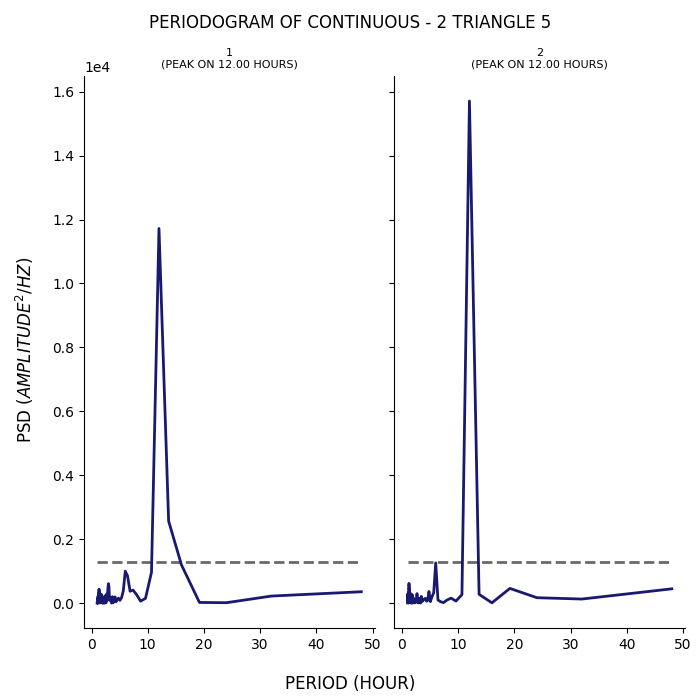 PERIODOGRAM OF CONTINUOUS - 2 TRIANGLE 5
1
(PEAK ON 12.00 HOURS)
2
(PEAK ON 12.00 HOURS)
1e4
1.6
1.4
1.2
1.0
0.8
0.6
0.4
0.2
0.0
PSD (AMPLITUDE²/HZ)
0 10 20 30 40 50
0 10 20 30 40 50
PERIOD (HOUR)